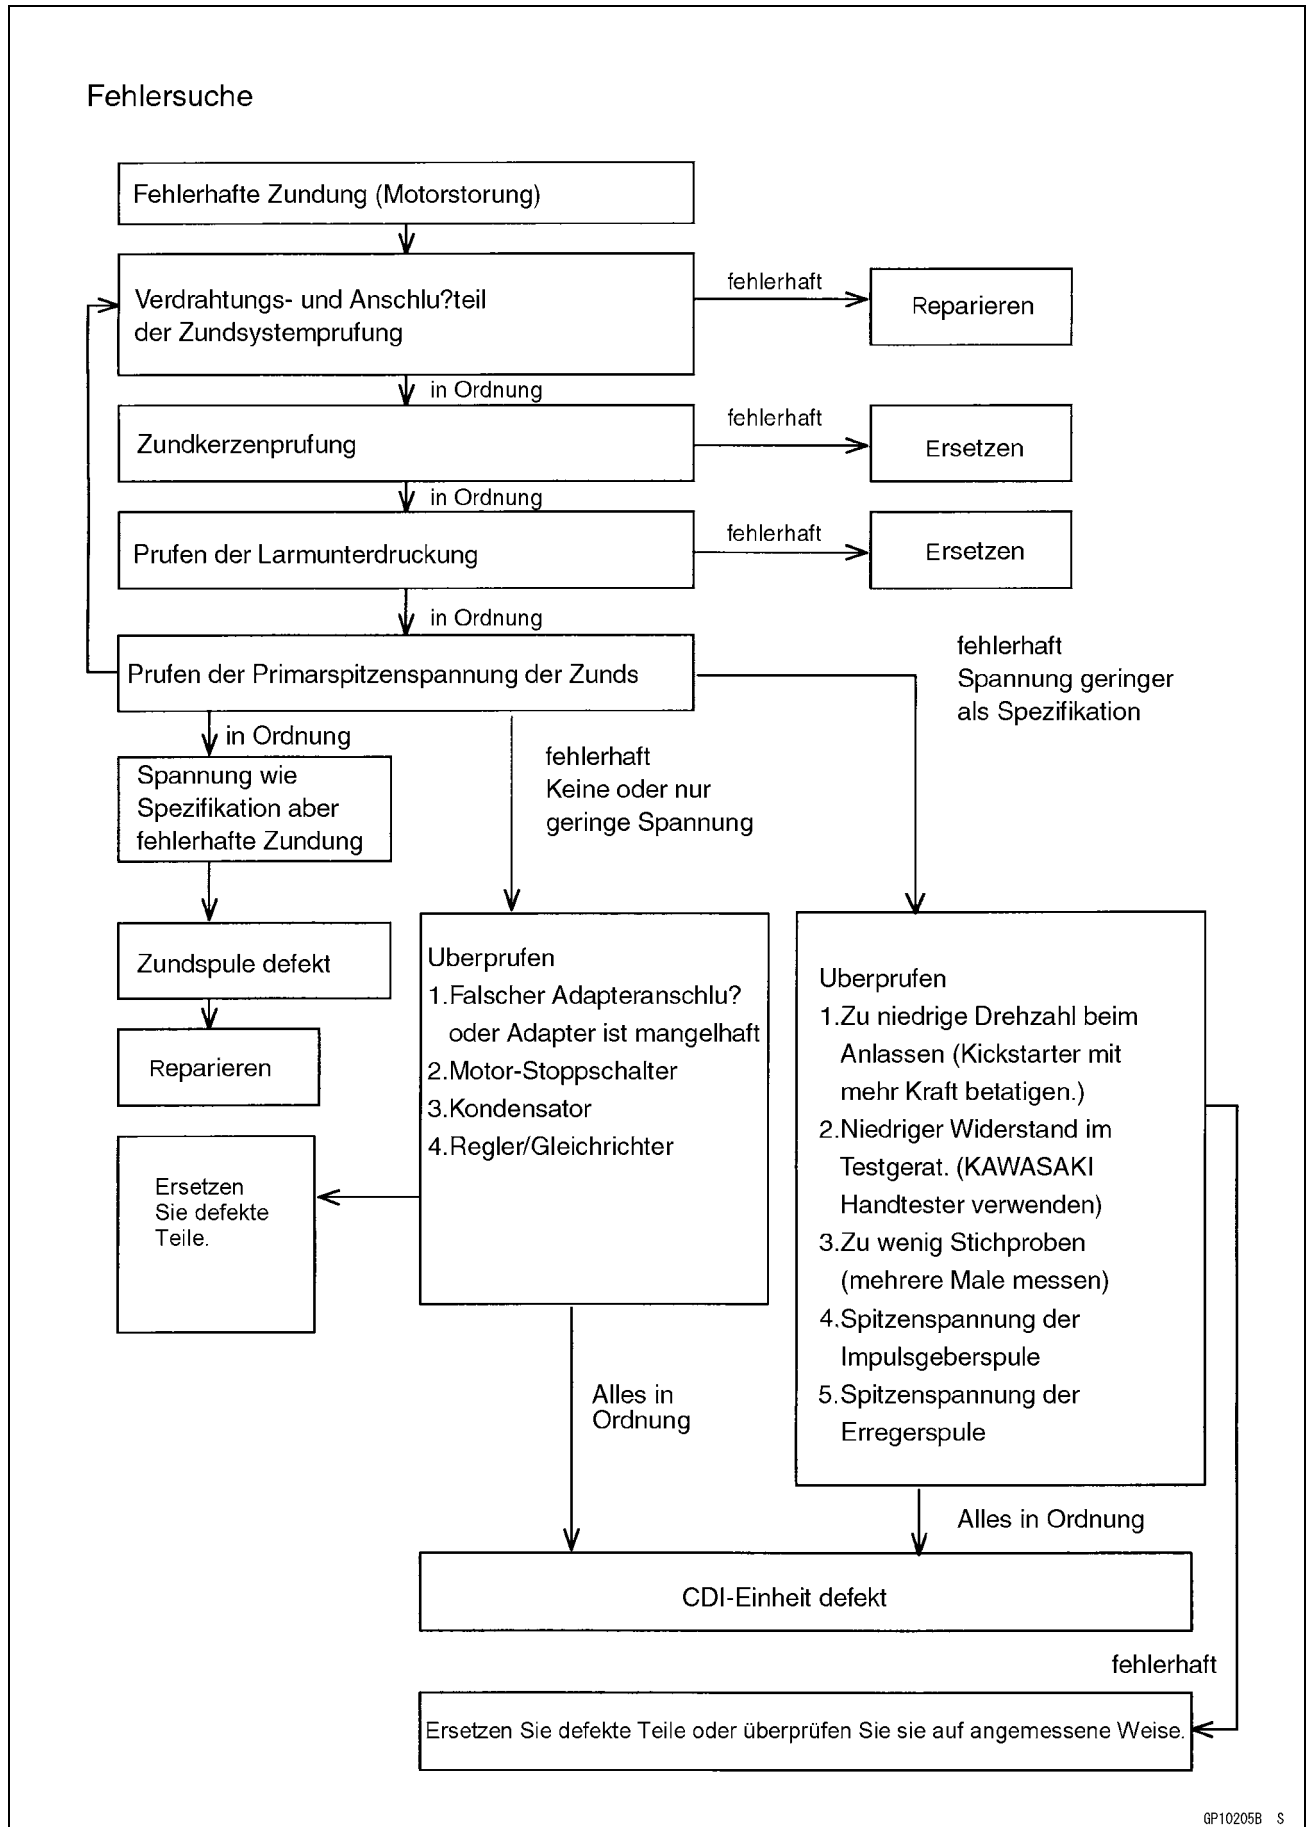 Fehlersuche
Fehlerhafte Zundung (Motorstorung)
Verdrahtungs- und Anschlu?teil
der Zundsystemprufung
fehlerhaft
Reparieren
in Ordnung
Zundkerzenprufung
fehlerhaft
Ersetzen
in Ordnung
Prufen der Larmunterdruckung
fehlerhaft
Ersetzen
in Ordnung
Prufen der Primarspitzenspannung der Zunds
fehlerhaft
Spannung geringer
als Spezifikation
in Ordnung
Spannung wie
Spezifikation aber
fehlerhafte Zundung
fehlerhaft
Keine oder nur
geringe Spannung
Zundspule defekt
Reparieren
Ersetzen
Sie defekte
Teile.
Uberprufen
1.Falscher Adapteranschlu?
oder Adapter ist mangelhaft
2.Motor-Stoppschalter
3.Kondensator
4.Regler/Gleichrichter
Uberprufen
1.Zu niedrige Drehzahl beim
Anlassen (Kickstarter mit
mehr Kraft betatigen.)
2.Niedriger Widerstand im
Testgerat. (KAWASAKI
Handtester verwenden)
3.Zu wenig Stichproben
(mehrere Male messen)
4.Spitzenspannung der
Impulsgeberspule
5.Spitzenspannung der
Erregerspule
Alles in
Ordnung
Alles in Ordnung
CDI-Einheit defekt
fehlerhaft
Ersetzen Sie defekte Teile oder überprüfen Sie sie auf angemessene Weise.
GP10205B S